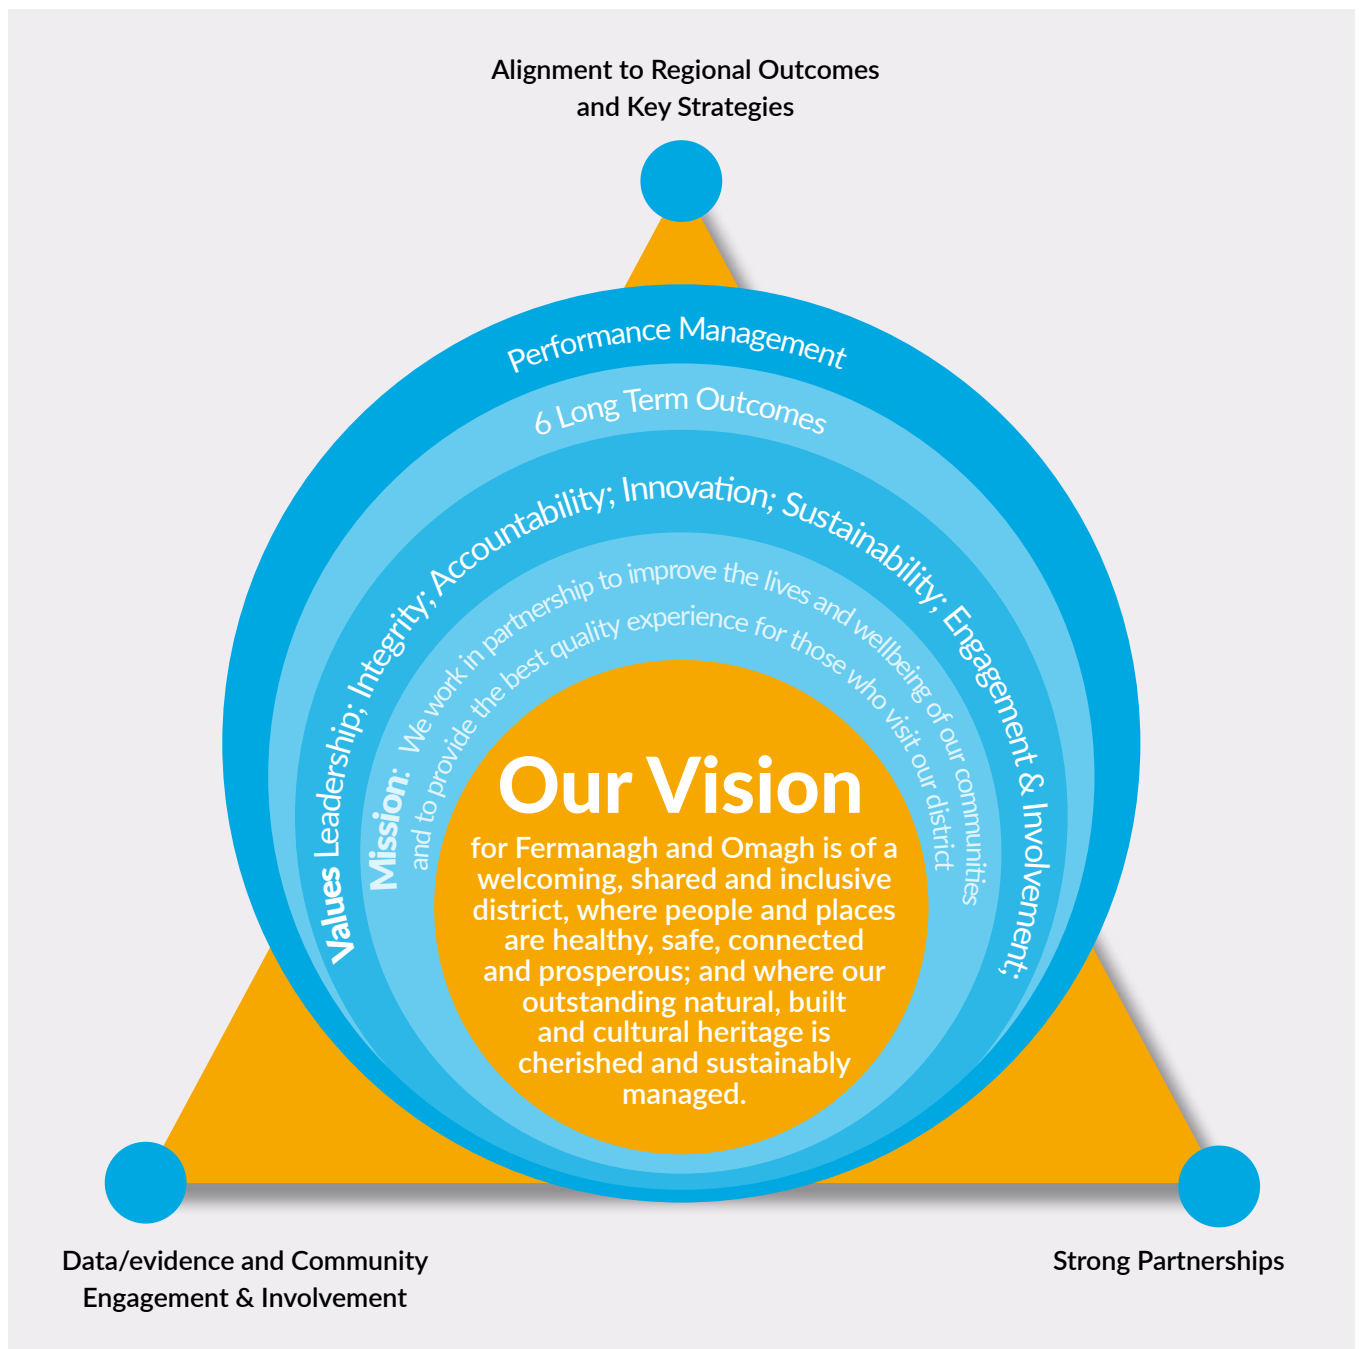 Alignment to Regional Outcomes
and Key Strategies
Performance Management
6 Long Term Outcomes
Values Leadership; Integrity; Accountability; Innovation; Sustainability; Engagement & Involvement;
Mission: We work in partnership to improve the lives and wellbeing of our communities
and to provide the best quality experience for those who visit our district
Our Vision
for Fermanagh and Omagh is of a
welcoming, shared and inclusive
district, where people and places
are healthy, safe, connected
and prosperous; and where our
outstanding natural, built
and cultural heritage is
cherished and sustainably
managed.
Data/evidence and Community
Engagement & Involvement
Strong Partnerships